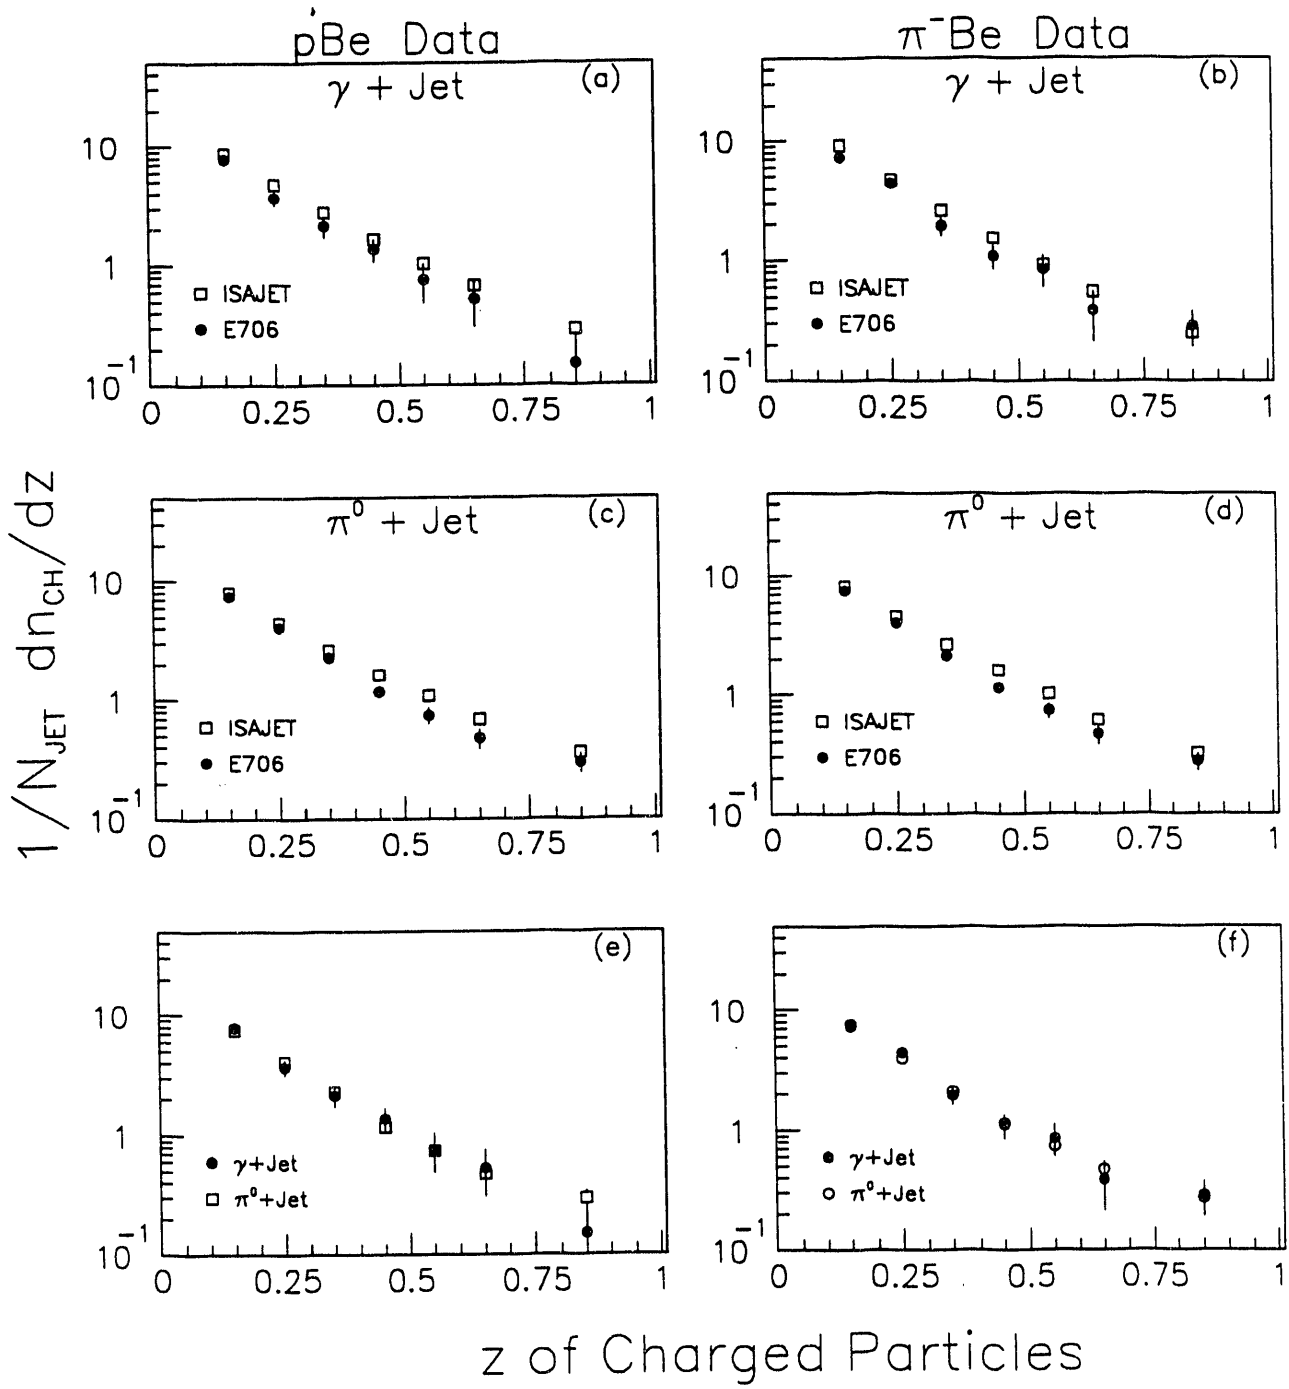 pBe Data
π⁻Be Data
γ + Jet (a)
10
1
10⁻¹
□ ISAJET
● E706
0 0.25 0.5 0.75 1
γ + Jet (b)
10
1
10⁻¹
□ ISAJET
● E706
0 0.25 0.5 0.75 1
1/N_JET dn_CH/dz
π⁰ + Jet (c)
10
1
10⁻¹
□ ISAJET
● E706
0 0.25 0.5 0.75 1
π⁰ + Jet (d)
10
1
10⁻¹
□ ISAJET
● E706
0 0.25 0.5 0.75 1
(e)
10
1
10⁻¹
● γ+Jet
□ π⁰+Jet
0 0.25 0.5 0.75 1
(f)
10
1
10⁻¹
● γ+Jet
○ π⁰+Jet
0 0.25 0.5 0.75 1
z of Charged Particles